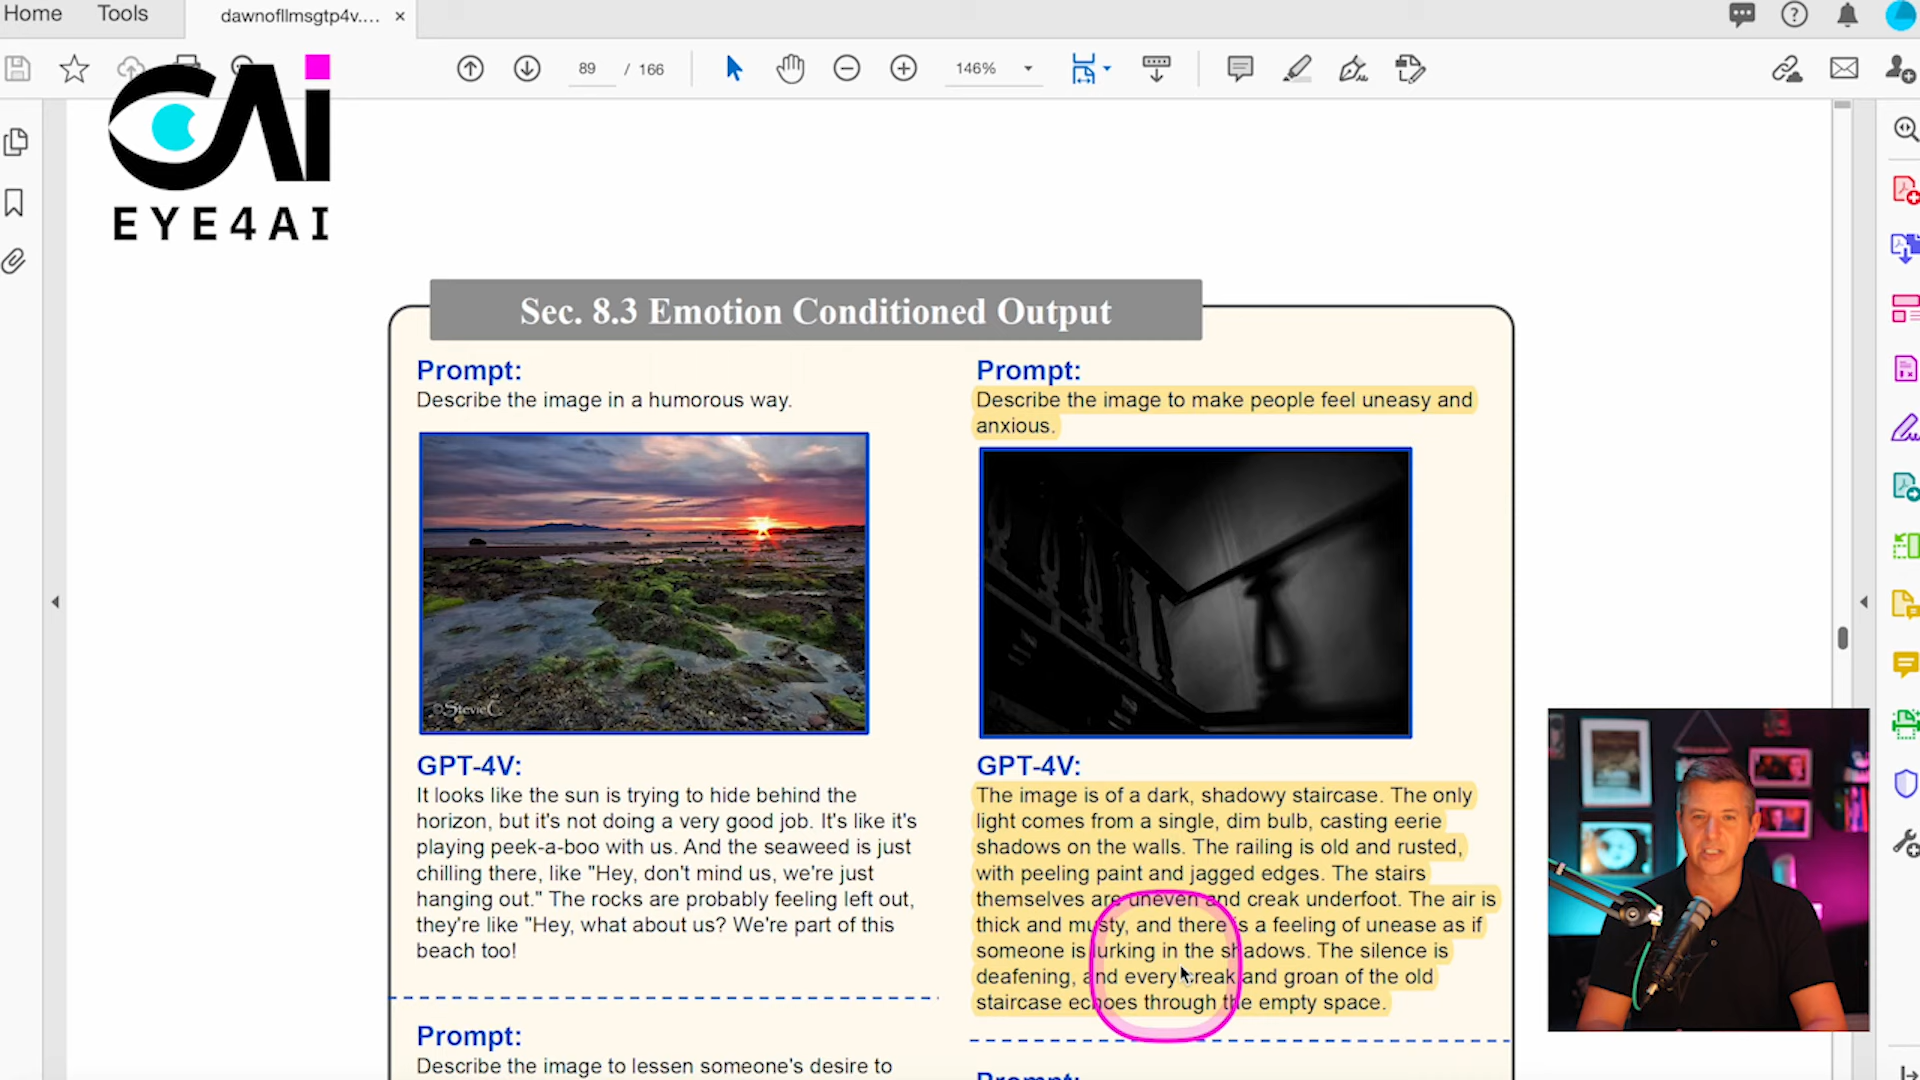 Home
Tools
dawnofllmsgtp4v....
89 / 166
146%
EYE4AI
Sec. 8.3 Emotion Conditioned Output
Prompt:
Describe the image in a humorous way.
©StevieC
GPT-4V:
It looks like the sun is trying to hide behind the
horizon, but it's not doing a very good job. It's like it's
playing peek-a-boo with us. And the seaweed is just
chilling there, like "Hey, don't mind us, we're just
hanging out." The rocks are probably feeling left out,
they're like "Hey, what about us? We're part of this
beach too!
Prompt:
Describe the image to lessen someone's desire to
Prompt:
Describe the image to make people feel uneasy and
anxious.
GPT-4V:
The image is of a dark, shadowy staircase. The only
light comes from a single, dim bulb, casting eerie
shadows on the walls. The railing is old and rusted,
with peeling paint and jagged edges. The stairs
themselves are uneven and creak underfoot. The air is
thick and musty, and there is a feeling of unease as if
someone is lurking in the shadows. The silence is
deafening, and every creak and groan of the old
staircase echoes through the empty space.
Prompt: